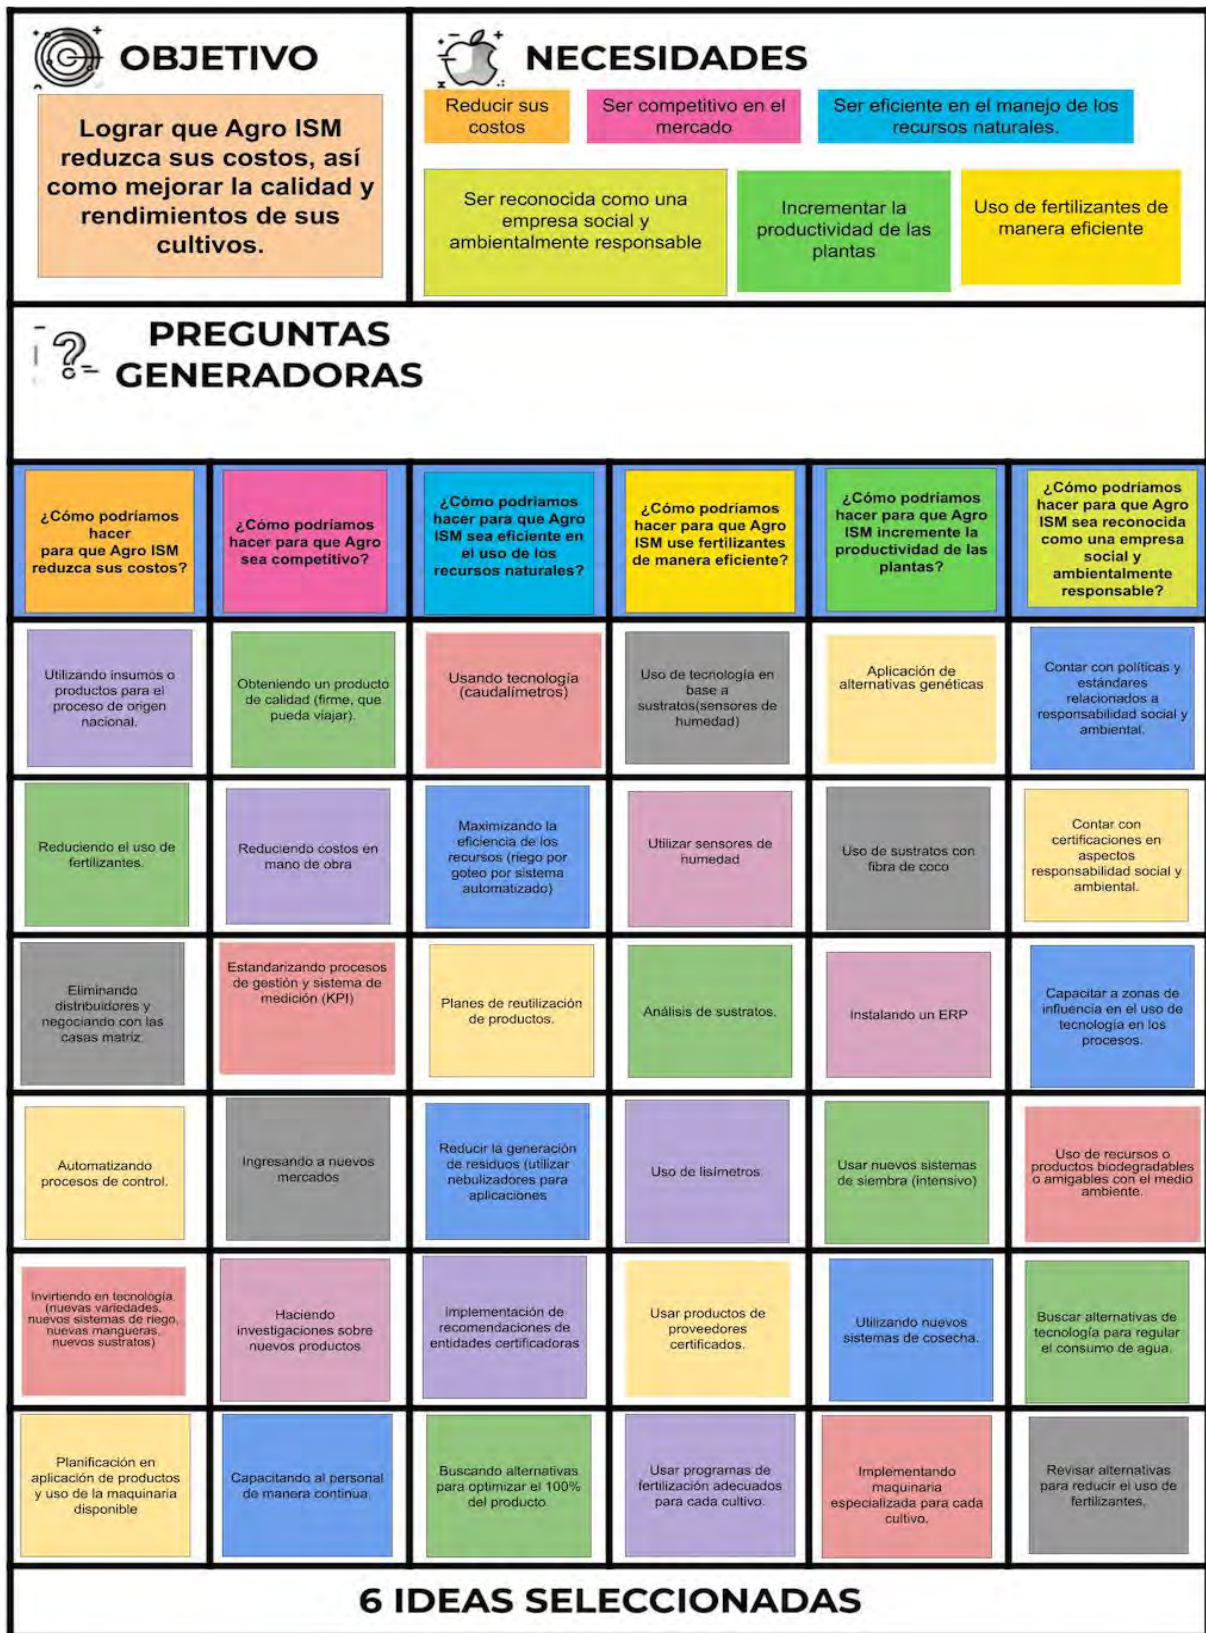 OBJETIVO
Lograr que Agro ISM
reduzca sus costos, así
como mejorar la calidad y
rendimientos de sus
cultivos.
NECESIDADES
Reducir sus
costos
Ser competitivo en el
mercado
Ser eficiente en el manejo de los
recursos naturales.
Ser reconocida como una
empresa social y
ambientalmente responsable
Incrementar la
productividad de las
plantas
Uso de fertilizantes de
manera eficiente
PREGUNTAS
GENERADORAS
¿Cómo podríamos
hacer
para que Agro ISM
reduzca sus costos?
¿Cómo podríamos
hacer para que Agro
sea competitivo?
¿Cómo podríamos
hacer para que Agro
ISM sea eficiente en
el uso de los
recursos naturales?
¿Cómo podríamos
hacer para que Agro
ISM use fertilizantes
de manera eficiente?
¿Cómo podríamos
hacer para que Agro
ISM incremente la
productividad de las
plantas?
¿Cómo podríamos
hacer para que Agro
ISM sea reconocida
como una empresa
social y
ambientalmente
responsable?
Utilizando insumos o
productos para el
proceso de origen
nacional.
Obteniendo un producto
de calidad (firme, que
pueda viajar).
Usando tecnología
(caudalímetros)
Uso de tecnología en
base a
sustratos(sensores de
humedad)
Aplicación de
alternativas genéticas
Contar con políticas y
estándares
relacionados a
responsabilidad social y
ambiental.
Reduciendo el uso de
fertilizantes.
Reduciendo costos en
mano de obra
Maximizando la
eficiencia de los
recursos (riego por
goteo por sistema
automatizado)
Utilizar sensores de
humedad
Uso de sustratos con
fibra de coco
Contar con
certificaciones en
aspectos
responsabilidad social y
ambiental.
Eliminando
distribuidores y
negociando con las
casas matriz.
Estandarizando procesos
de gestión y sistema de
medición (KPI)
Planes de reutilización
de productos.
Análisis de sustratos.
Instalando un ERP
Capacitar a zonas de
influencia en el uso de
tecnología en los
procesos.
Automatizando
procesos de control.
Ingresando a nuevos
mercados
Reducir la generación
de residuos (utilizar
nebulizadores para
aplicaciones
Uso de lisímetros.
Usar nuevos sistemas
de siembra (intensivo)
Uso de recursos o
productos biodegradables
o amigables con el medio
ambiente.
Invirtiendo en tecnología.
(nuevas variedades,
nuevos sistemas de riego,
nuevas mangueras,
nuevos sustratos)
Haciendo
investigaciones sobre
nuevos productos
Implementación de
recomendaciones de
entidades certificadoras
Usar productos de
proveedores
certificados.
Utilizando nuevos
sistemas de cosecha.
Buscar alternativas de
tecnología para regular
el consumo de agua.
Planificación en
aplicación de productos
y uso de la maquinaria
disponible
Capacitando al personal
de manera continua.
Buscando alternativas
para optimizar el 100%
del producto.
Usar programas de
fertilización adecuados
para cada cultivo.
Implementando
maquinaria
especializada para cada
cultivo.
Revisar alternativas
para reducir el uso de
fertilizantes.
6 IDEAS SELECCIONADAS